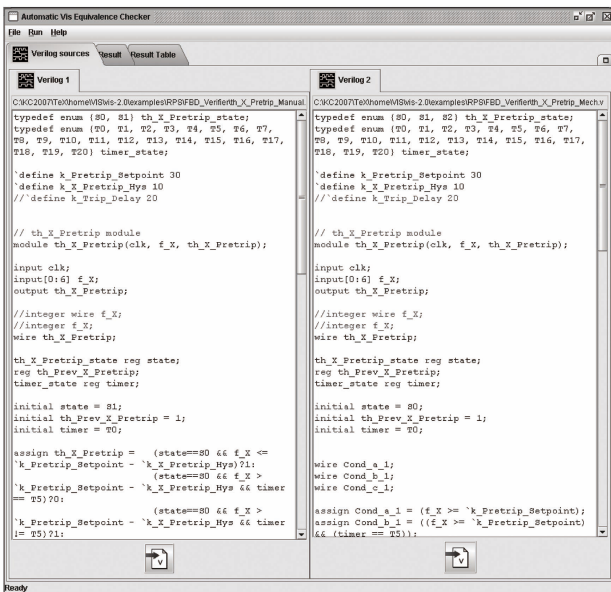 Automatic Vis Equivalence Checker
File Run Help
Verilog sources
Result
Result Table
Verilog 1
C:\KC2007\TeX\home\VIS\vis-2.0\examples\RPS\FBD_Verifier\th_X_Pretrip_Manual.
typedef enum {S0, S1} th_X_Pretrip_state;
typedef enum {T0, T1, T2, T3, T4, T5, T6, T7,
T8, T9, T10, T11, T12, T13, T14, T15, T16, T17,
T18, T19, T20} timer_state;
`define k_Pretrip_Setpoint 30
`define k_X_Pretrip_Hys 10
//`define k_Trip_Delay 20
// th_X_Pretrip module
module th_X_Pretrip(clk, f_X, th_X_Pretrip);
input clk;
input[0:6] f_X;
output th_X_Pretrip;
//integer wire f_X;
//integer f_X;
wire th_X_Pretrip;
th_X_Pretrip_state reg state;
reg th_Prev_X_Pretrip;
timer_state reg timer;
initial state = S1;
initial th_Prev_X_Pretrip = 1;
initial timer = T0;
assign th_X_Pretrip = (state==S0 && f_X <=
`k_Pretrip_Setpoint - `k_X_Pretrip_Hys)?1:
(state==S0 && f_X >
`k_Pretrip_Setpoint - `k_X_Pretrip_Hys && timer
== T5)?0:
(state==S0 && f_X >
`k_Pretrip_Setpoint - `k_X_Pretrip_Hys && timer
!= T5)?1:
Verilog 2
C:\KC2007\TeX\home\VIS\vis-2.0\examples\RPS\FBD_Verifier\th_X_Pretrip_Mech.v
typedef enum {S0, S1, S2} th_X_Pretrip_state;
typedef enum {T0, T1, T2, T3, T4, T5, T6, T7,
T8, T9, T10, T11, T12, T13, T14, T15, T16, T17,
T18, T19, T20} timer_state;
`define k_Pretrip_Setpoint 30
`define k_X_Pretrip_Hys 10
//`define k_Trip_Delay 20
// th_X_Pretrip module
module th_X_Pretrip(clk, f_X, th_X_Pretrip);
input clk;
input[0:6] f_X;
output th_X_Pretrip;
//integer wire f_X;
//integer f_X;
wire th_X_Pretrip;
th_X_Pretrip_state reg state;
reg th_Prev_X_Pretrip;
timer_state reg timer;
initial state = S0;
initial th_Prev_X_Pretrip = 1;
initial timer = T0;
wire Cond_a_1;
wire Cond_b_1;
wire Cond_c_1;
assign Cond_a_1 = (f_X >= `k_Pretrip_Setpoint);
assign Cond_b_1 = ((f_X >= `k_Pretrip_Setpoint)
&& (timer == T5));
V
V
Ready